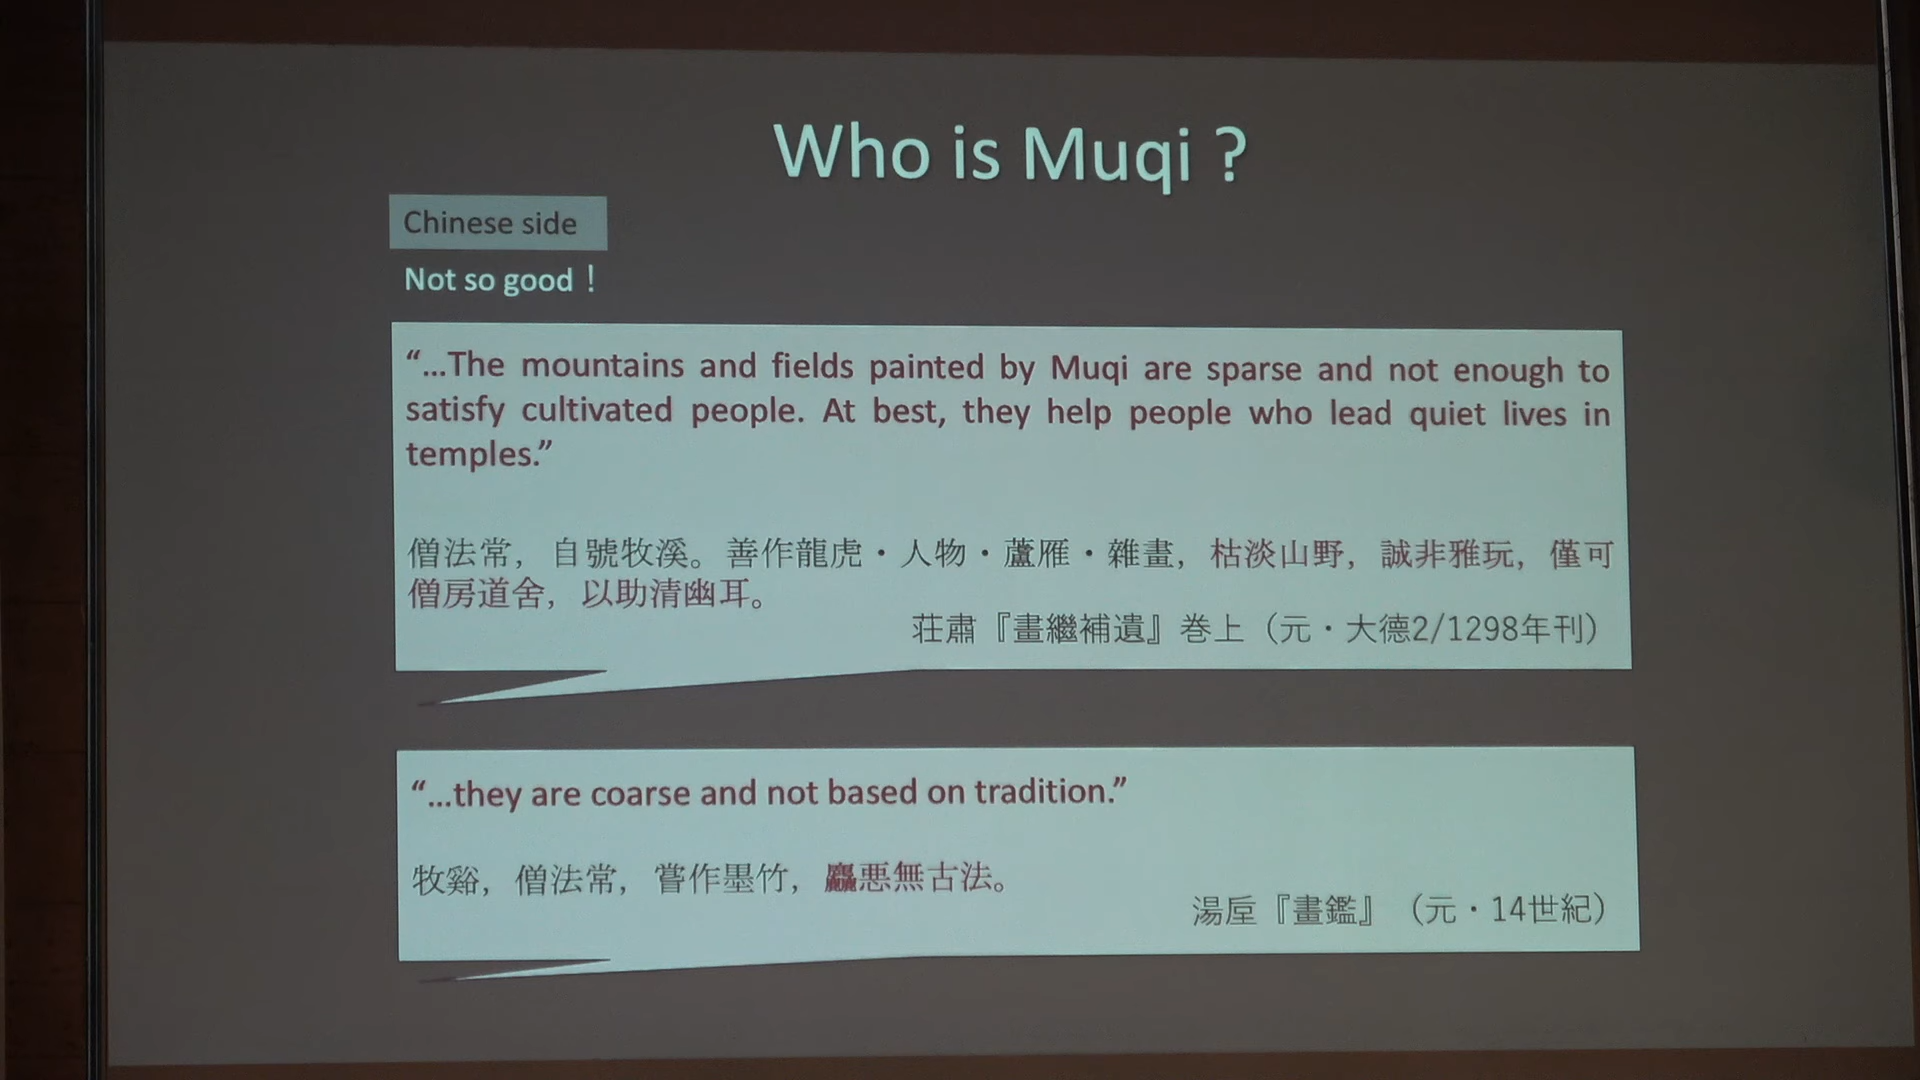 Who is Muqi ?
Chinese side
Not so good！
“…The mountains and fields painted by Muqi are sparse and not enough to
satisfy cultivated people. At best, they help people who lead quiet lives in
temples.”
僧法常，自號牧溪。善作龍虎・人物・蘆雁・雜畫，枯淡山野，誠非雅玩，僅可
僧房道舍，以助清幽耳。
荘肅『畫繼補遺』巻上（元・大德2/1298年刊）
“…they are coarse and not based on tradition.”
牧谿，僧法常，甞作墨竹，麤悪無古法。
湯垕『畫鑑』（元・14世紀）